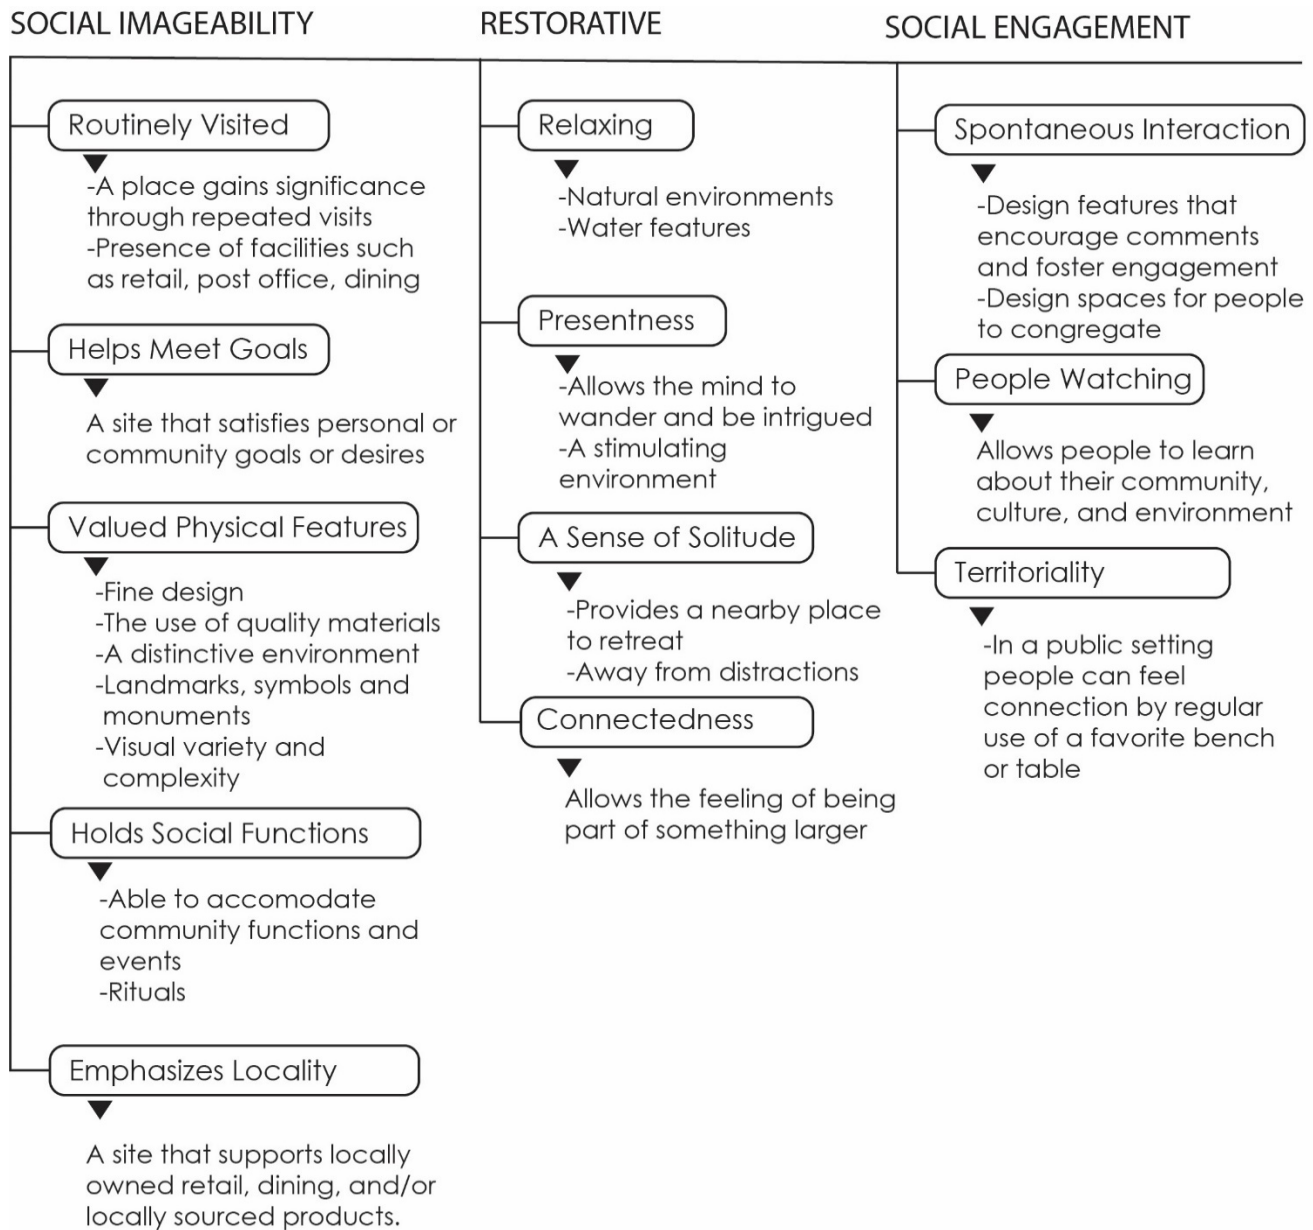 SOCIAL IMAGEABILITY
Routinely Visited
-A place gains significance
through repeated visits
-Presence of facilities such
as retail, post office, dining
Helps Meet Goals
A site that satisfies personal or
community goals or desires
Valued Physical Features
-Fine design
-The use of quality materials
-A distinctive environment
-Landmarks, symbols and
monuments
-Visual variety and
complexity
Holds Social Functions
-Able to accomodate
community functions and
events
-Rituals
Emphasizes Locality
A site that supports locally
owned retail, dining, and/or
locally sourced products.
RESTORATIVE
Relaxing
-Natural environments
-Water features
Presentness
-Allows the mind to
wander and be intrigued
-A stimulating
environment
A Sense of Solitude
-Provides a nearby place
to retreat
-Away from distractions
Connectedness
Allows the feeling of being
part of something larger
SOCIAL ENGAGEMENT
Spontaneous Interaction
-Design features that
encourage comments
and foster engagement
-Design spaces for people
to congregate
People Watching
Allows people to learn
about their community,
culture, and environment
Territoriality
-In a public setting
people can feel
connection by regular
use of a favorite bench
or table